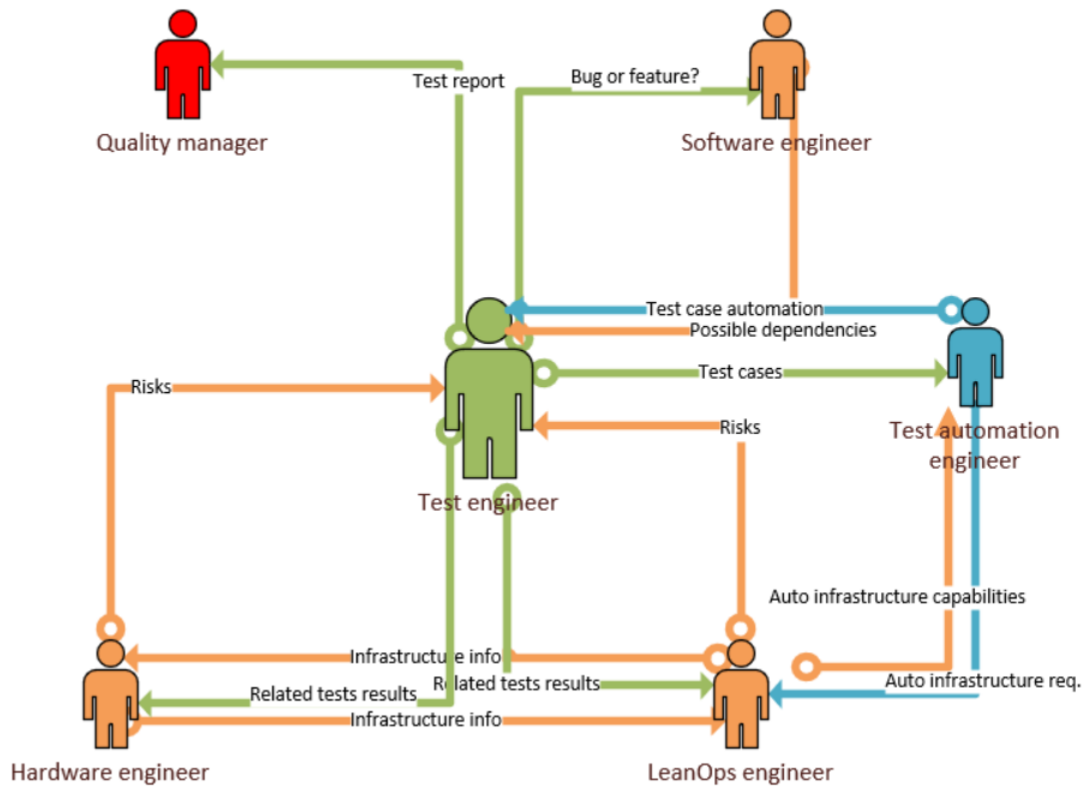 Test report
Bug or feature?
Quality manager
Software engineer
Test case automation
Possible dependencies
Test cases
Risks
Risks
Test automation
engineer
Test engineer
Auto infrastructure capabilities
Infrastructure info
Related tests results
Auto infrastructure req.
Related tests results
Infrastructure info
Hardware engineer
LeanOps engineer